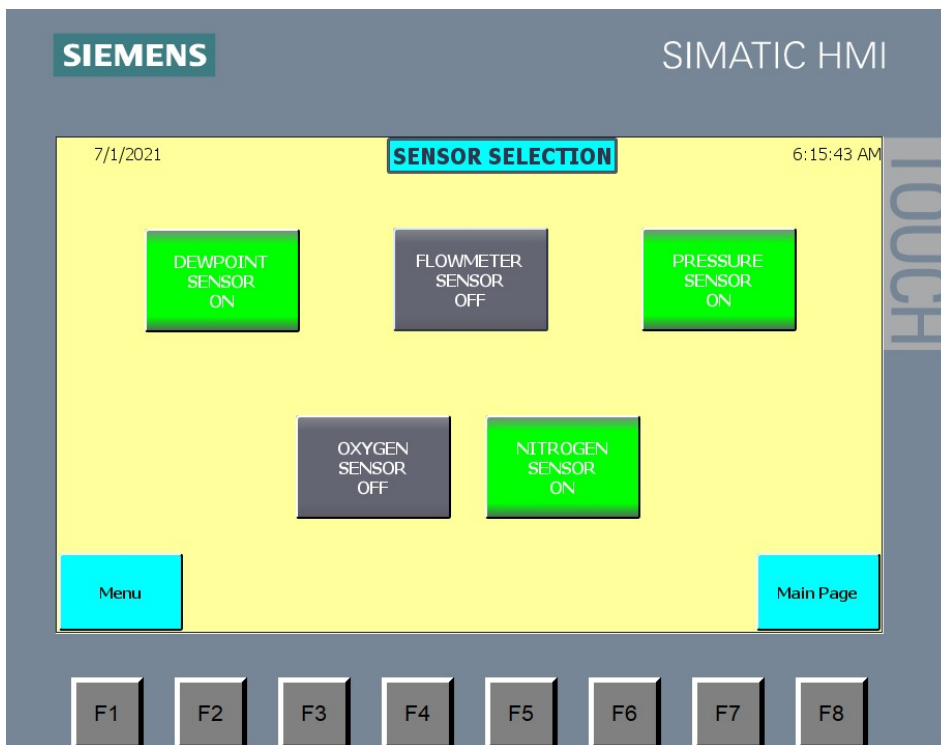 SIEMENS
SIMATIC HMI
TOUCH
7/1/2021
SENSOR SELECTION
6:15:43 AM
DEWPOINT
SENSOR
ON
FLOWMETER
SENSOR
OFF
PRESSURE
SENSOR
ON
OXYGEN
SENSOR
OFF
NITROGEN
SENSOR
ON
Menu
Main Page
F1
F2
F3
F4
F5
F6
F7
F8